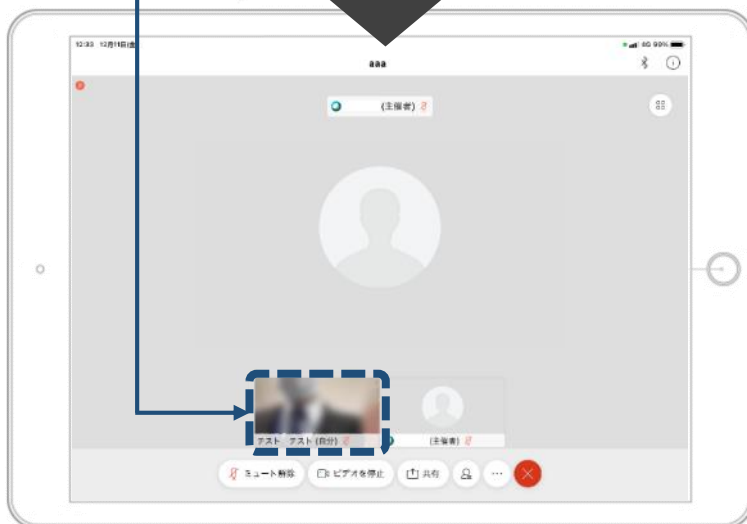 12:33 12月11日(金)
4G 99%
aaa
(主催者)
テスト テスト (自分)
(主催者)
ミュート解除
ビデオを停止
共有